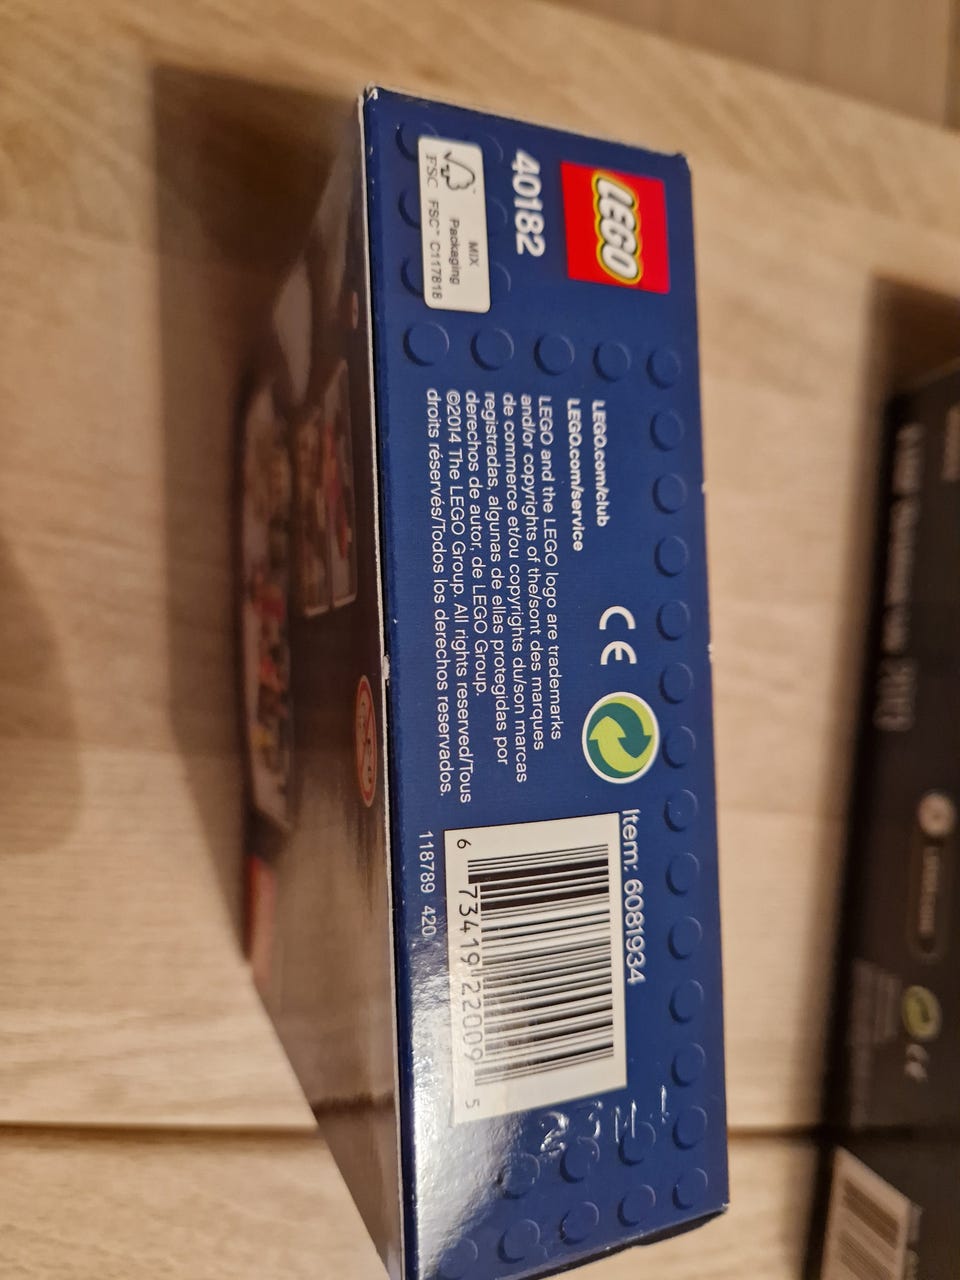 LEGO
40182
MIX
Packaging
FSC FSC™ C117818
LEGO.com/club
LEGO.com/service
LEGO and the LEGO logo are trademarks
and/or copyrights of the/sont des marques
de commerce et/ou copyrights du/son marcas
registradas, algunas de ellas protegidas por
derechos de autor, de LEGO Group.
©2014 The LEGO Group. All rights reserved/Tous
droits réservés/Todos los derechos reservados.
CE
Item: 6081934
6 73419 22009 5
118789 420